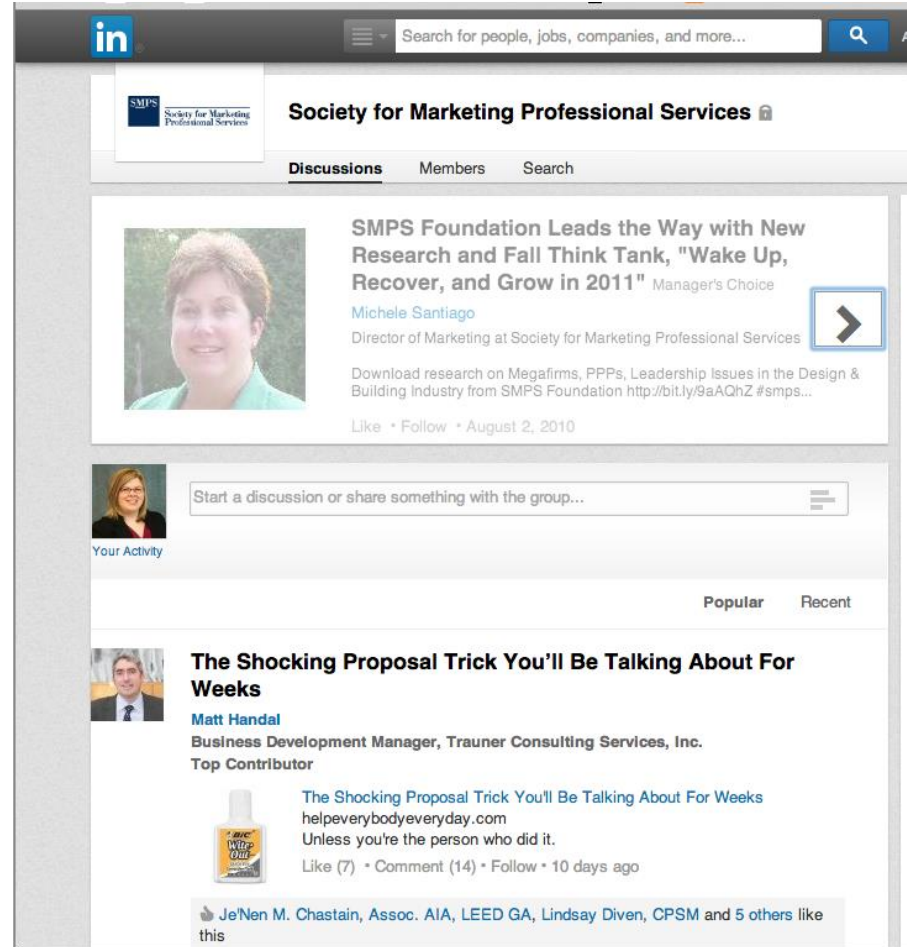 in
Search for people, jobs, companies, and more...
SMPS
Society for Marketing
Professional Services
Society for Marketing Professional Services
Discussions Members Search
SMPS Foundation Leads the Way with New
Research and Fall Think Tank, "Wake Up,
Recover, and Grow in 2011" Manager's Choice
Michele Santiago
Director of Marketing at Society for Marketing Professional Services
Download research on Megafirms, PPPs, Leadership Issues in the Design &
Building Industry from SMPS Foundation http://bit.ly/9aAQhZ #smps...
Like • Follow • August 2, 2010
Start a discussion or share something with the group...
Your Activity
Popular Recent
The Shocking Proposal Trick You'll Be Talking About For
Weeks
Matt Handal
Business Development Manager, Trauner Consulting Services, Inc.
Top Contributor
The Shocking Proposal Trick You'll Be Talking About For Weeks
helpeverybodyeveryday.com
Unless you're the person who did it.
Like (7) • Comment (14) • Follow • 10 days ago
BIC
Wite-
Out
Je'Nen M. Chastain, Assoc. AIA, LEED GA, Lindsay Diven, CPSM and 5 others like
this